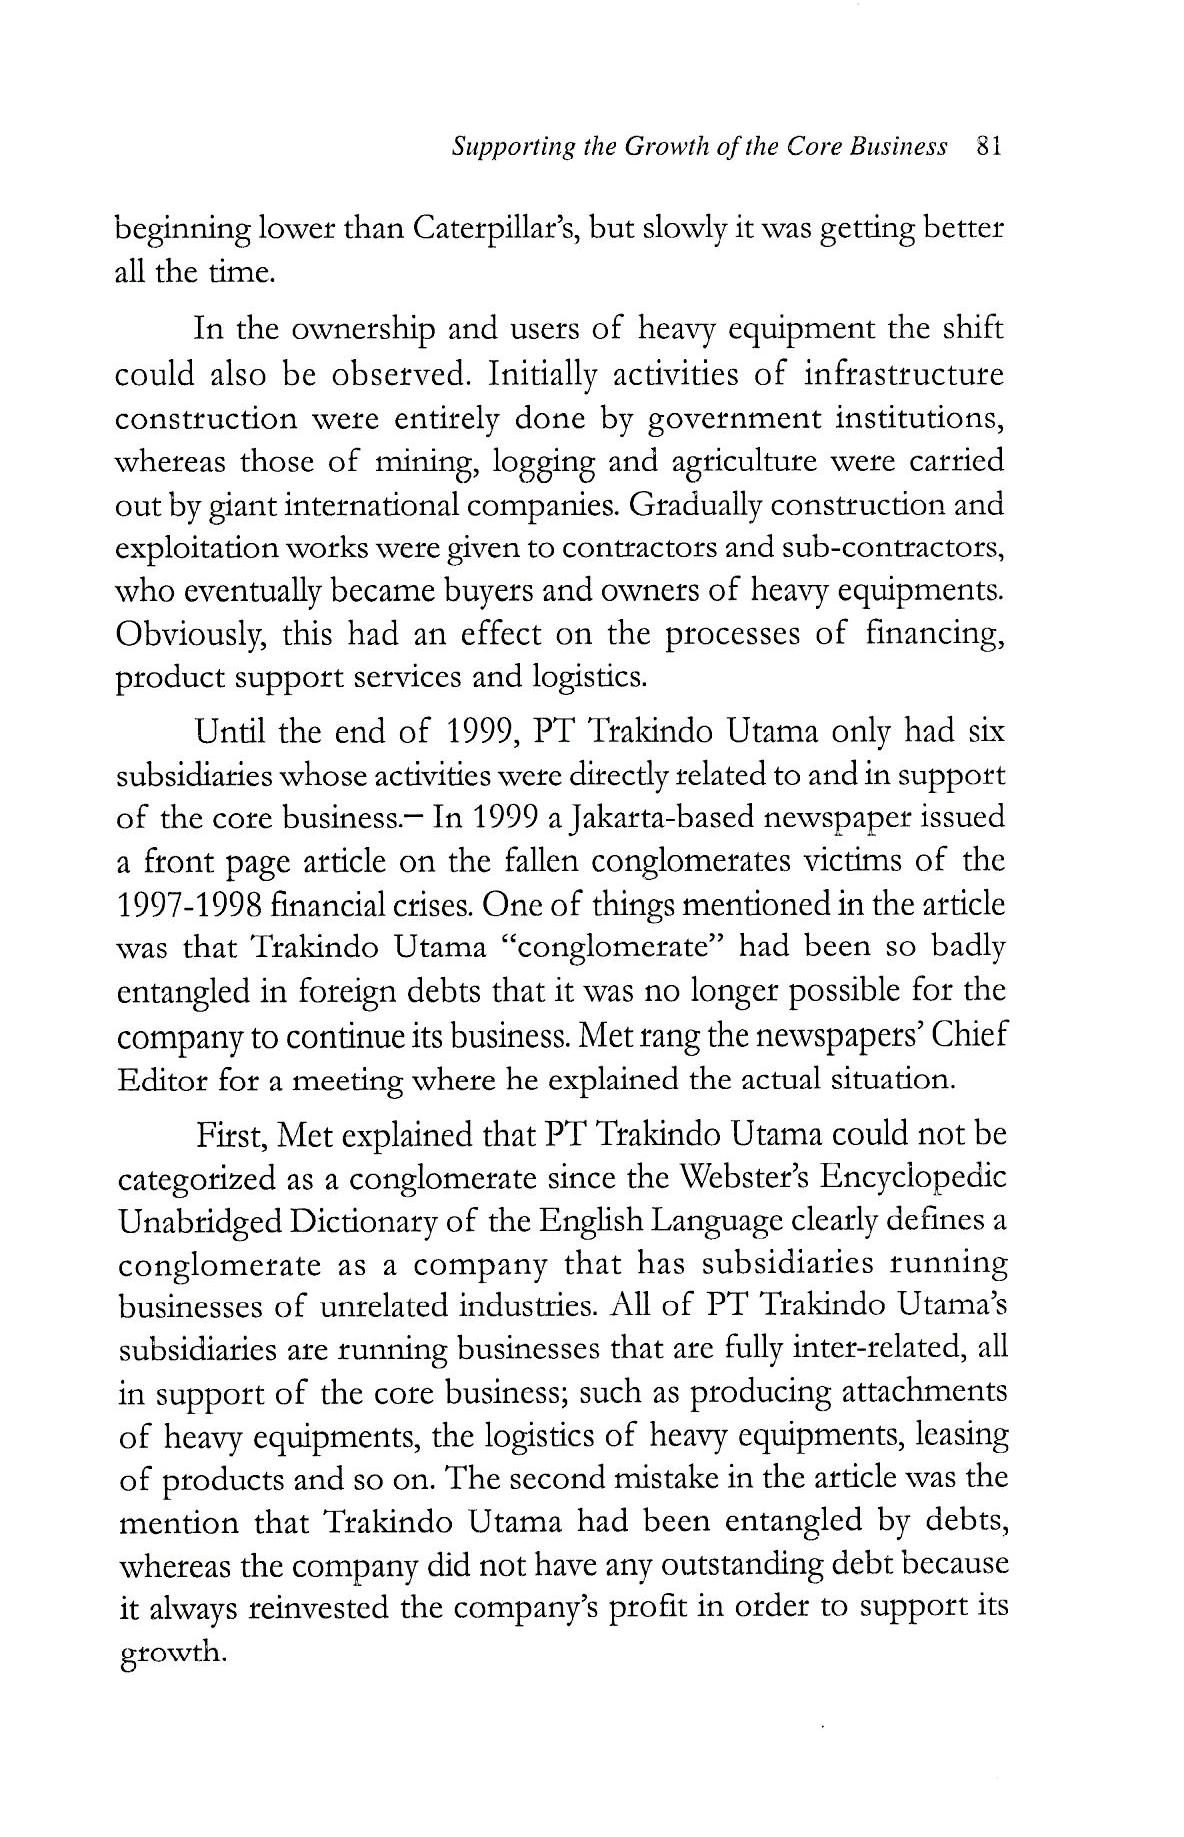 Supporting the Growth of the Core Business 81
beginning lower than Caterpillar's, but slowly it was getting better
all the time.
In the ownership and users of heavy equipment the shift
could also be observed. Initially activities of infrastructure
construction were entirely done by government institutions,
whereas those of mining, logging and agriculture were carried
out by giant international companies. Gradually construction and
exploitation works were given to contractors and sub-contractors,
who eventually became buyers and owners of heavy equipments.
Obviously, this had an effect on the processes of financing,
product support services and logistics.
Until the end of 1999, PT Trakindo Utama only had six
subsidiaries whose activities were directly related to and in support
of the core business.– In 1999 a Jakarta-based newspaper issued
a front page article on the fallen conglomerates victims of the
1997-1998 financial crises. One of things mentioned in the article
was that Trakindo Utama “conglomerate” had been so badly
entangled in foreign debts that it was no longer possible for the
company to continue its business. Met rang the newspapers' Chief
Editor for a meeting where he explained the actual situation.
First, Met explained that PT Trakindo Utama could not be
categorized as a conglomerate since the Webster's Encyclopedic
Unabridged Dictionary of the English Language clearly defines a
conglomerate as a company that has subsidiaries running
businesses of unrelated industries. All of PT Trakindo Utama's
subsidiaries are running businesses that are fully inter-related, all
in support of the core business; such as producing attachments
of heavy equipments, the logistics of heavy equipments, leasing
of products and so on. The second mistake in the article was the
mention that Trakindo Utama had been entangled by debts,
whereas the company did not have any outstanding debt because
it always reinvested the company's profit in order to support its
growth.